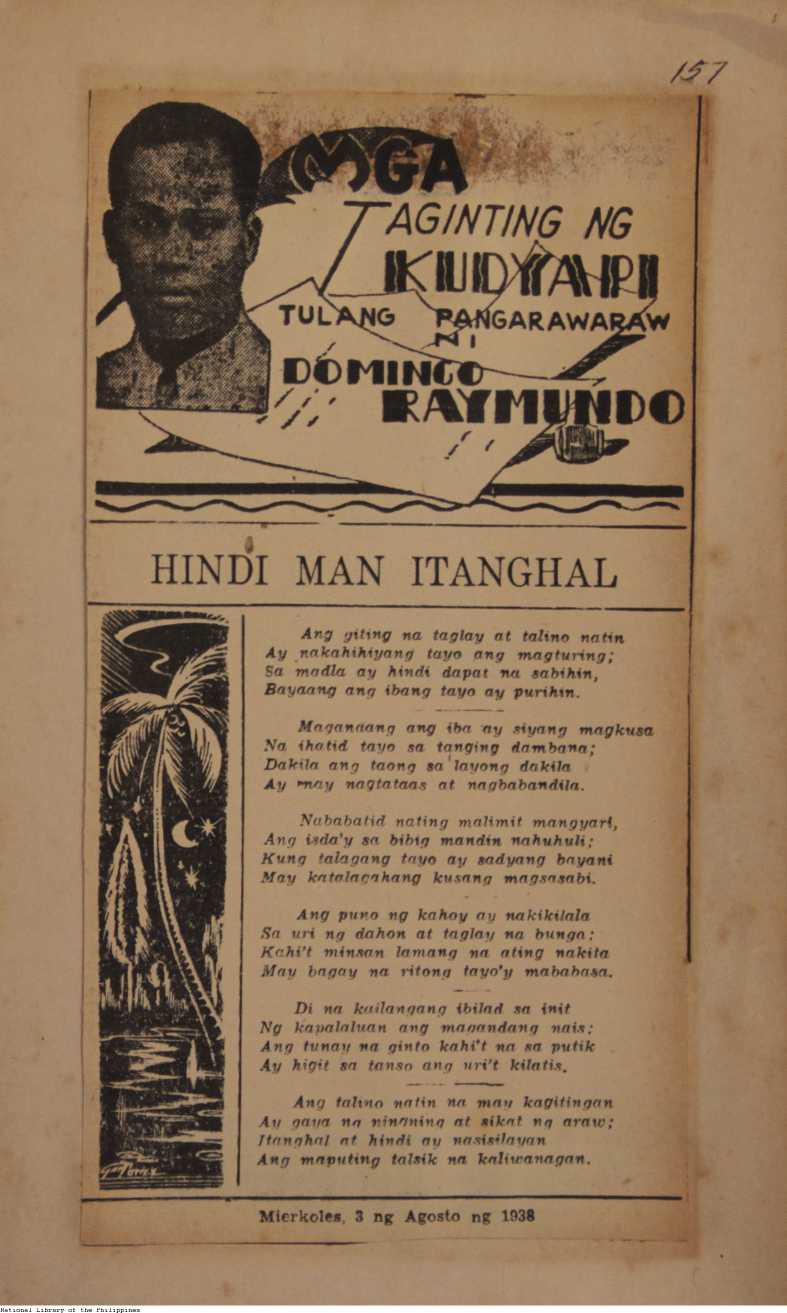 157
MGA
TAGINTING NG
KUDYAPI
TULANG PANGARAWARAW
NI
DOMINGO
RAYMUNDO
HINDI MAN ITANGHAL
Ang giting na taglay at talino natin
Ay nakahihiyang tayo ang magturing;
Sa madla ay hindi dapat na sabihin,
Bayaang ang ibang tayo ay purihin.
Magandang ang iba ay siyang magkusa
Na ihatid tayo sa tanging dambana;
Dakila ang taong sa layong dakila
Ay may nagtataas at nagbabandila.
Nababatid nating malimit mangyari,
Ang isda'y sa bibig mandin nahuhuli;
Kung talagang tayo ay sadyang bayani
May katalagahang kusang magsasabi.
Ang puno ng kahoy ay nakikilala
Sa uri ng dahon at taglay na bunga;
Kahi't minsan lamang na ating nakita
May bagay na ritong tayo'y mababasa.
Di na kailangang ibilad sa init
Ng kapalaluan ang magandang nais;
Ang tunay na ginto kahi't na sa putik
Ay higit sa tanso ang uri't kilatis.
Ang talino natin na may kagitingan
Ay gaya ng ningning at sikat ng araw;
Itanghal at hindi ay nasisilayan
Ang maputing talsik na kaliwanagan.
Mierkoles, 3 ng Agosto ng 1938
National Library of the Philippines